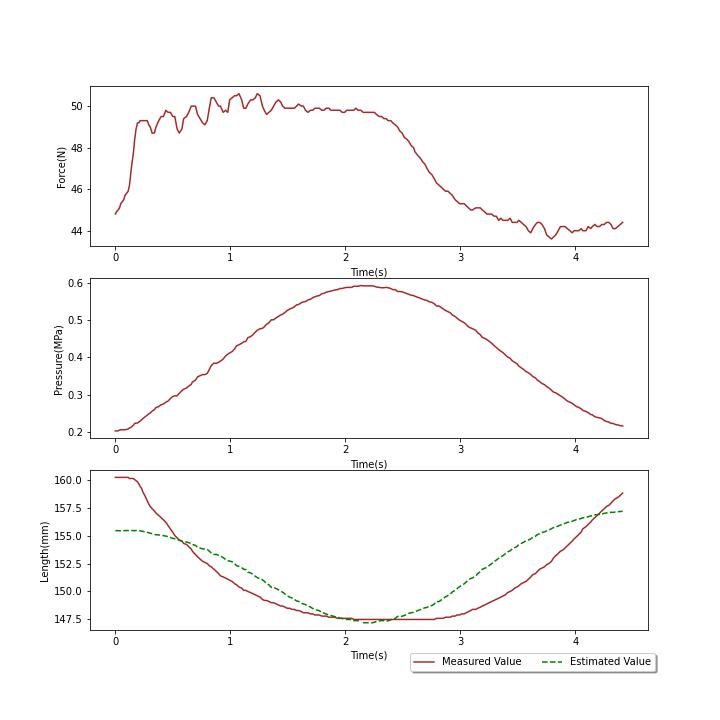 50
48
46
44
Force(N)
0 1 2 3 4
Time(s)
0.6
0.5
0.4
0.3
0.2
Pressure(MPa)
0 1 2 3 4
Time(s)
160.0
157.5
155.0
152.5
150.0
147.5
Length(mm)
0 1 2 3 4
Time(s)
Measured Value Estimated Value